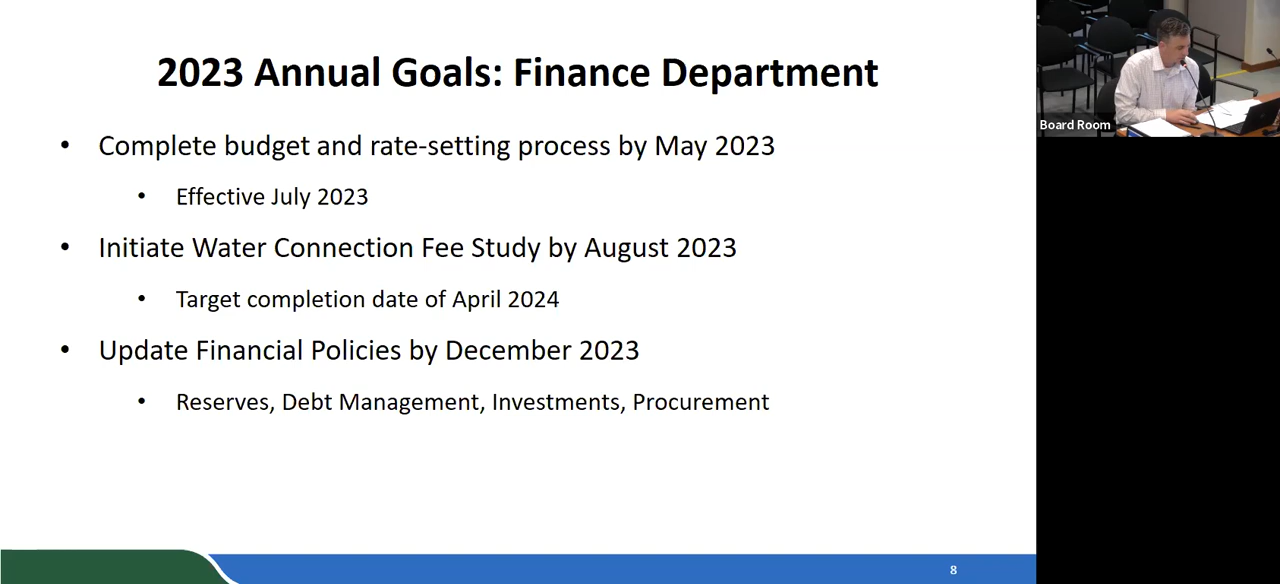 2023 Annual Goals: Finance Department
• Complete budget and rate-setting process by May 2023
• Effective July 2023
• Initiate Water Connection Fee Study by August 2023
• Target completion date of April 2024
• Update Financial Policies by December 2023
• Reserves, Debt Management, Investments, Procurement
8
Board Room